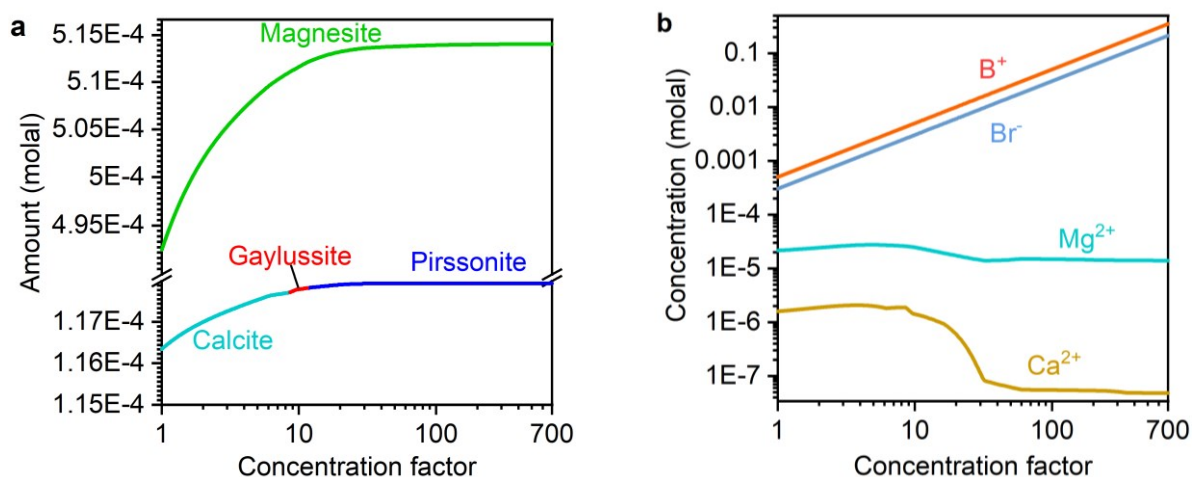 a
Amount (molal)
5.15E-4
5.1E-4
5.05E-4
5E-4
4.95E-4
1.17E-4
1.16E-4
1.15E-4
Magnesite
Gaylussite
Pirssonite
Calcite
1 10 100 700
Concentration factor
b
Concentration (molal)
0.1
0.01
0.001
1E-4
1E-5
1E-6
1E-7
B⁺
Br⁻
Mg²⁺
Ca²⁺
1 10 100 700
Concentration factor